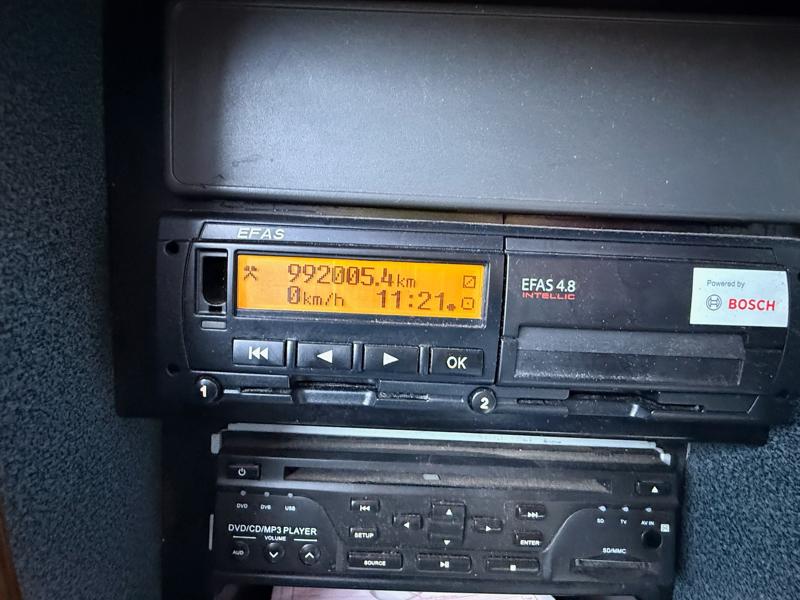 EFAS
992005.4km
0km/h 11:21
EFAS 4.8
INTELLIC
Powered by
BOSCH
OK
1
2
DVD DVB USB
DVD/CD/MP3 PLAYER
VOLUME
AUD
SETUP
SOURCE
ENTER
SD TV AV IN
SD/MMC